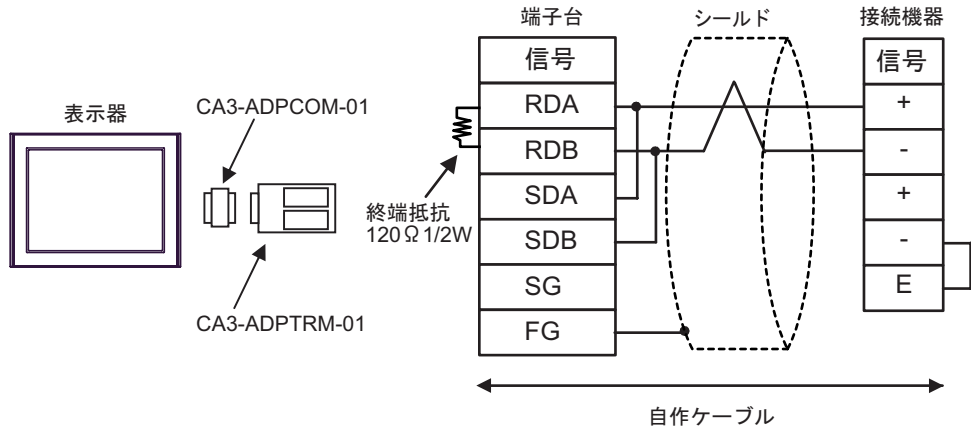 表示器
CA3-ADPCOM-01
CA3-ADPTRM-01
終端抵抗
120Ω 1/2W
端子台
信号
RDA
RDB
SDA
SDB
SG
FG
シールド
接続機器
信号
+
-
+
-
E
自作ケーブル